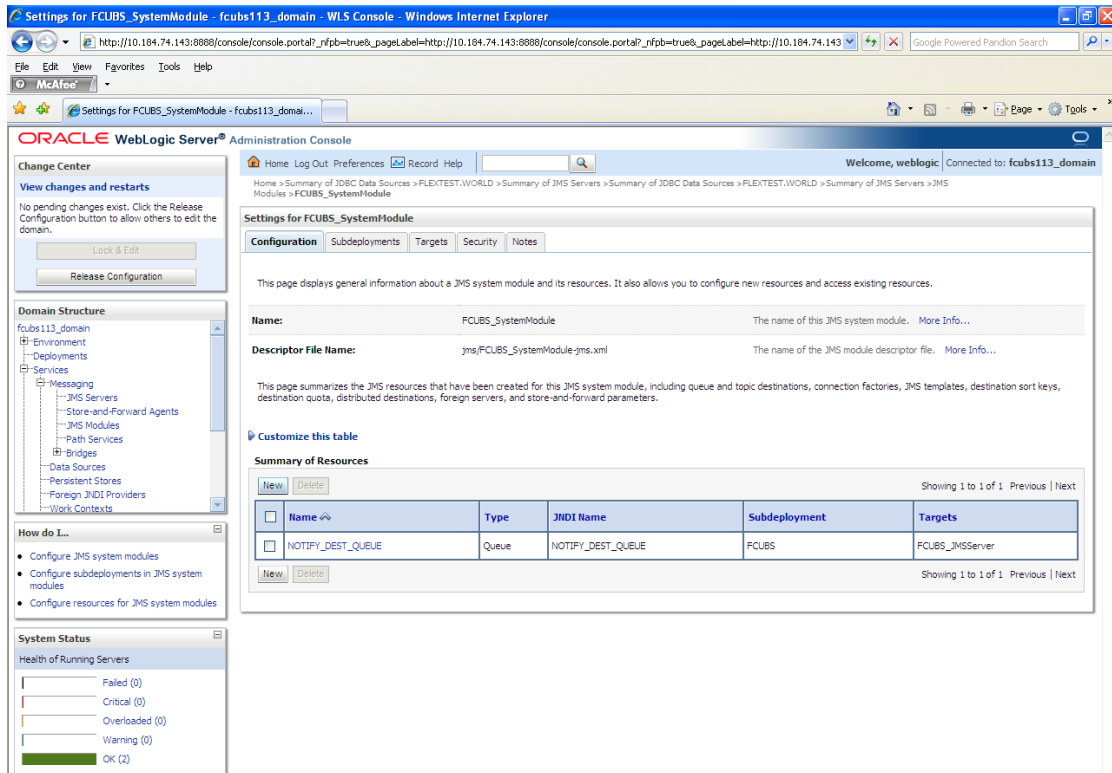 Settings for FCUBS_SystemModule - fcubs113_domain - WLS Console - Windows Internet Explorer
http://10.184.74.143:8888/console/console.portal?_nfpb=true&_pageLabel=http://10.184.74.143:8888/console/console.portal?_nfpb=true&_pageLabel=http://10.184.74.143
Google Powered Pandion Search
File Edit View Favorites Tools Help
McAfee
Settings for FCUBS_SystemModule - fcubs113_domai...
Page Tools
ORACLE WebLogic Server® Administration Console
Change Center
View changes and restarts
No pending changes exist. Click the Release
Configuration button to allow others to edit the
domain.
Lock & Edit
Release Configuration
Domain Structure
fcubs113_domain
Environment
Deployments
Services
Messaging
JMS Servers
Store-and-Forward Agents
JMS Modules
Path Services
Bridges
Data Sources
Persistent Stores
Foreign JNDI Providers
Work Contexts
How do I...
Configure JMS system modules
Configure subdeployments in JMS system
modules
Configure resources for JMS system modules
System Status
Health of Running Servers
Failed (0)
Critical (0)
Overloaded (0)
Warning (0)
OK (2)
Home Log Out Preferences Record Help
Welcome, weblogic Connected to: fcubs113_domain
Home >Summary of JDBC Data Sources >FLEXTEST.WORLD >Summary of JMS Servers >Summary of JDBC Data Sources >FLEXTEST.WORLD >Summary of JMS Servers >JMS
Modules >FCUBS_SystemModule
Settings for FCUBS_SystemModule
Configuration Subdeployments Targets Security Notes
This page displays general information about a JMS system module and its resources. It also allows you to configure new resources and access existing resources.
Name: FCUBS_SystemModule The name of this JMS system module. More Info...
Descriptor File Name: jms/FCUBS_SystemModule-jms.xml The name of the JMS module descriptor file. More Info...
This page summarizes the JMS resources that have been created for this JMS system module, including queue and topic destinations, connection factories, JMS templates, destination sort keys,
destination quota, distributed destinations, foreign servers, and store-and-forward parameters.
Customize this table
Summary of Resources
New Delete Showing 1 to 1 of 1 Previous | Next
Name Type JNDI Name Subdeployment Targets
NOTIFY_DEST_QUEUE Queue NOTIFY_DEST_QUEUE FCUBS FCUBS_JMSServer
New Delete Showing 1 to 1 of 1 Previous | Next